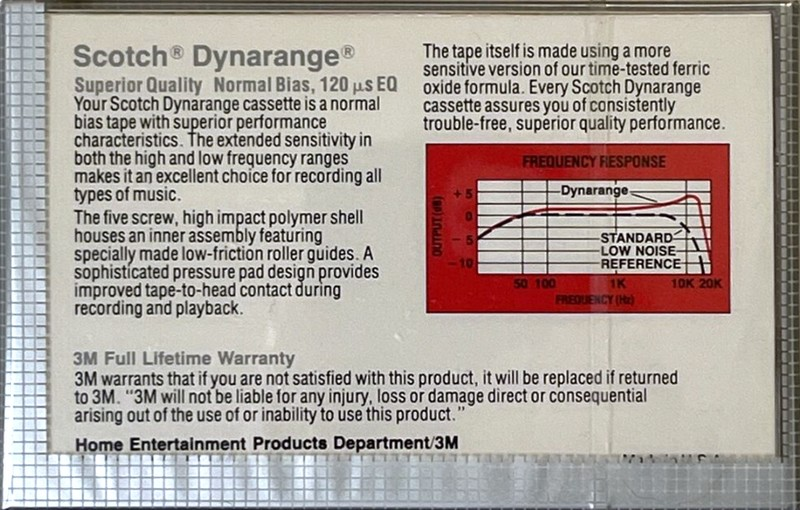 Scotch® Dynarange®
Superior Quality Normal Bias, 120 μs EQ
Your Scotch Dynarange cassette is a normal
bias tape with superior performance
characteristics. The extended sensitivity in
both the high and low frequency ranges
makes it an excellent choice for recording all
types of music.
The five screw, high impact polymer shell
houses an inner assembly featuring
specially made low-friction roller guides. A
sophisticated pressure pad design provides
improved tape-to-head contact during
recording and playback.
The tape itself is made using a more
sensitive version of our time-tested ferric
oxide formula. Every Scotch Dynarange
cassette assures you of consistently
trouble-free, superior quality performance.
FREQUENCY RESPONSE
OUTPUT (dB)
+5
0
-5
-10
Dynarange
STANDARD
LOW NOISE
REFERENCE
50 100 1K 10K 20K
FREQUENCY (Hz)
3M Full Lifetime Warranty
3M warrants that if you are not satisfied with this product, it will be replaced if returned
to 3M. "3M will not be liable for any injury, loss or damage direct or consequential
arising out of the use of or inability to use this product."
Home Entertainment Products Department/3M